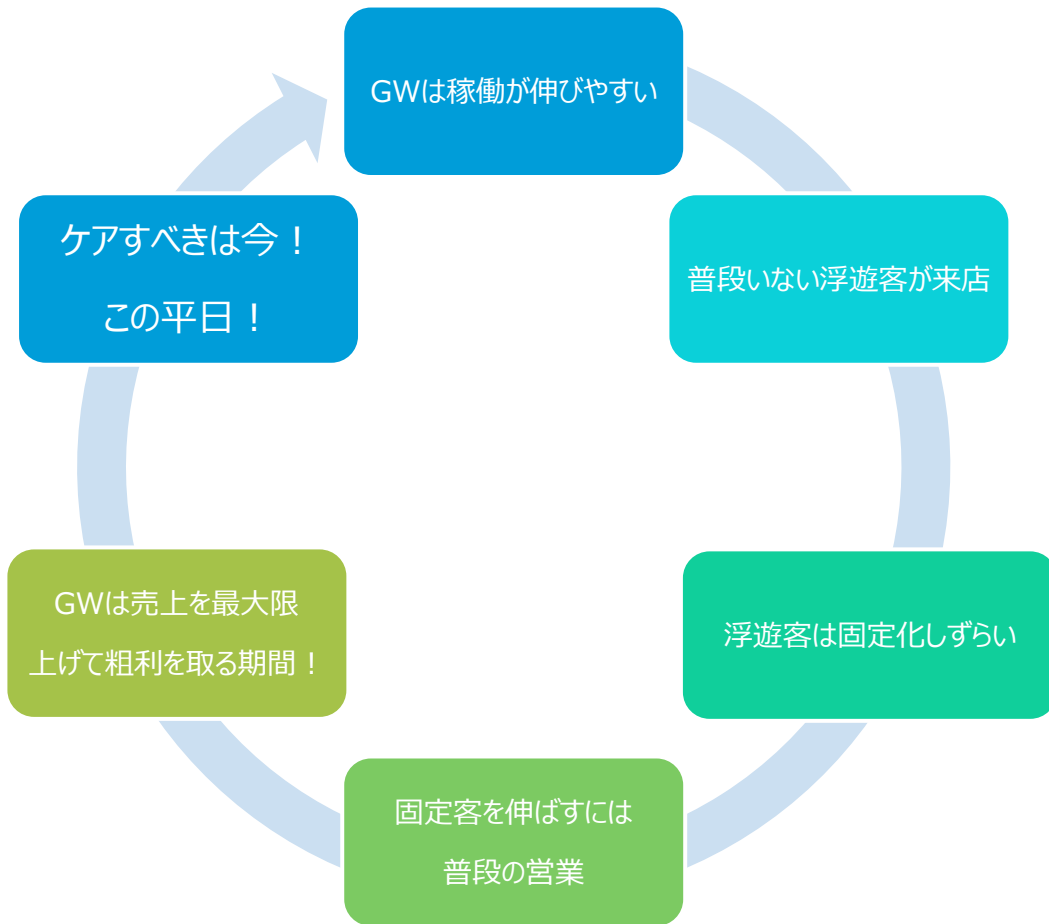 GWは稼働が伸びやすい
普段いない浮遊客が来店
浮遊客は固定化しずらい
固定客を伸ばすには
普段の営業
GWは売上を最大限
上げて粗利を取る期間！
ケアすべきは今！
この平日！